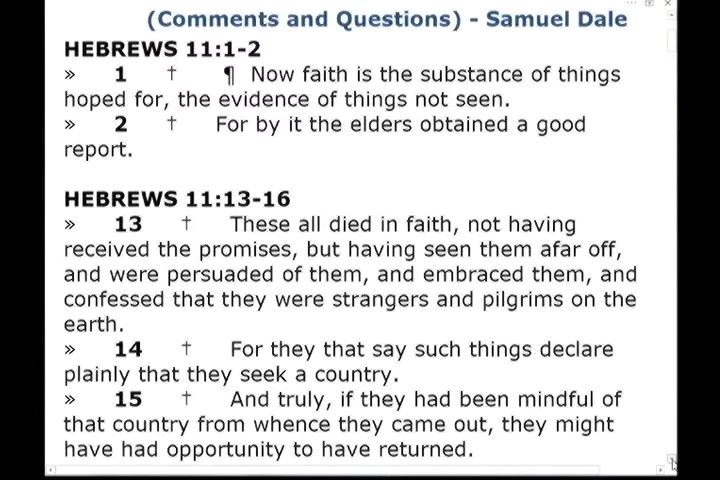 (Comments and Questions) - Samuel Dale
HEBREWS 11:1-2
» 1 † ¶ Now faith is the substance of things
hoped for, the evidence of things not seen.
» 2 † For by it the elders obtained a good
report.
HEBREWS 11:13-16
» 13 † These all died in faith, not having
received the promises, but having seen them afar off,
and were persuaded of them, and embraced them, and
confessed that they were strangers and pilgrims on the
earth.
» 14 † For they that say such things declare
plainly that they seek a country.
» 15 † And truly, if they had been mindful of
that country from whence they came out, they might
have had opportunity to have returned.